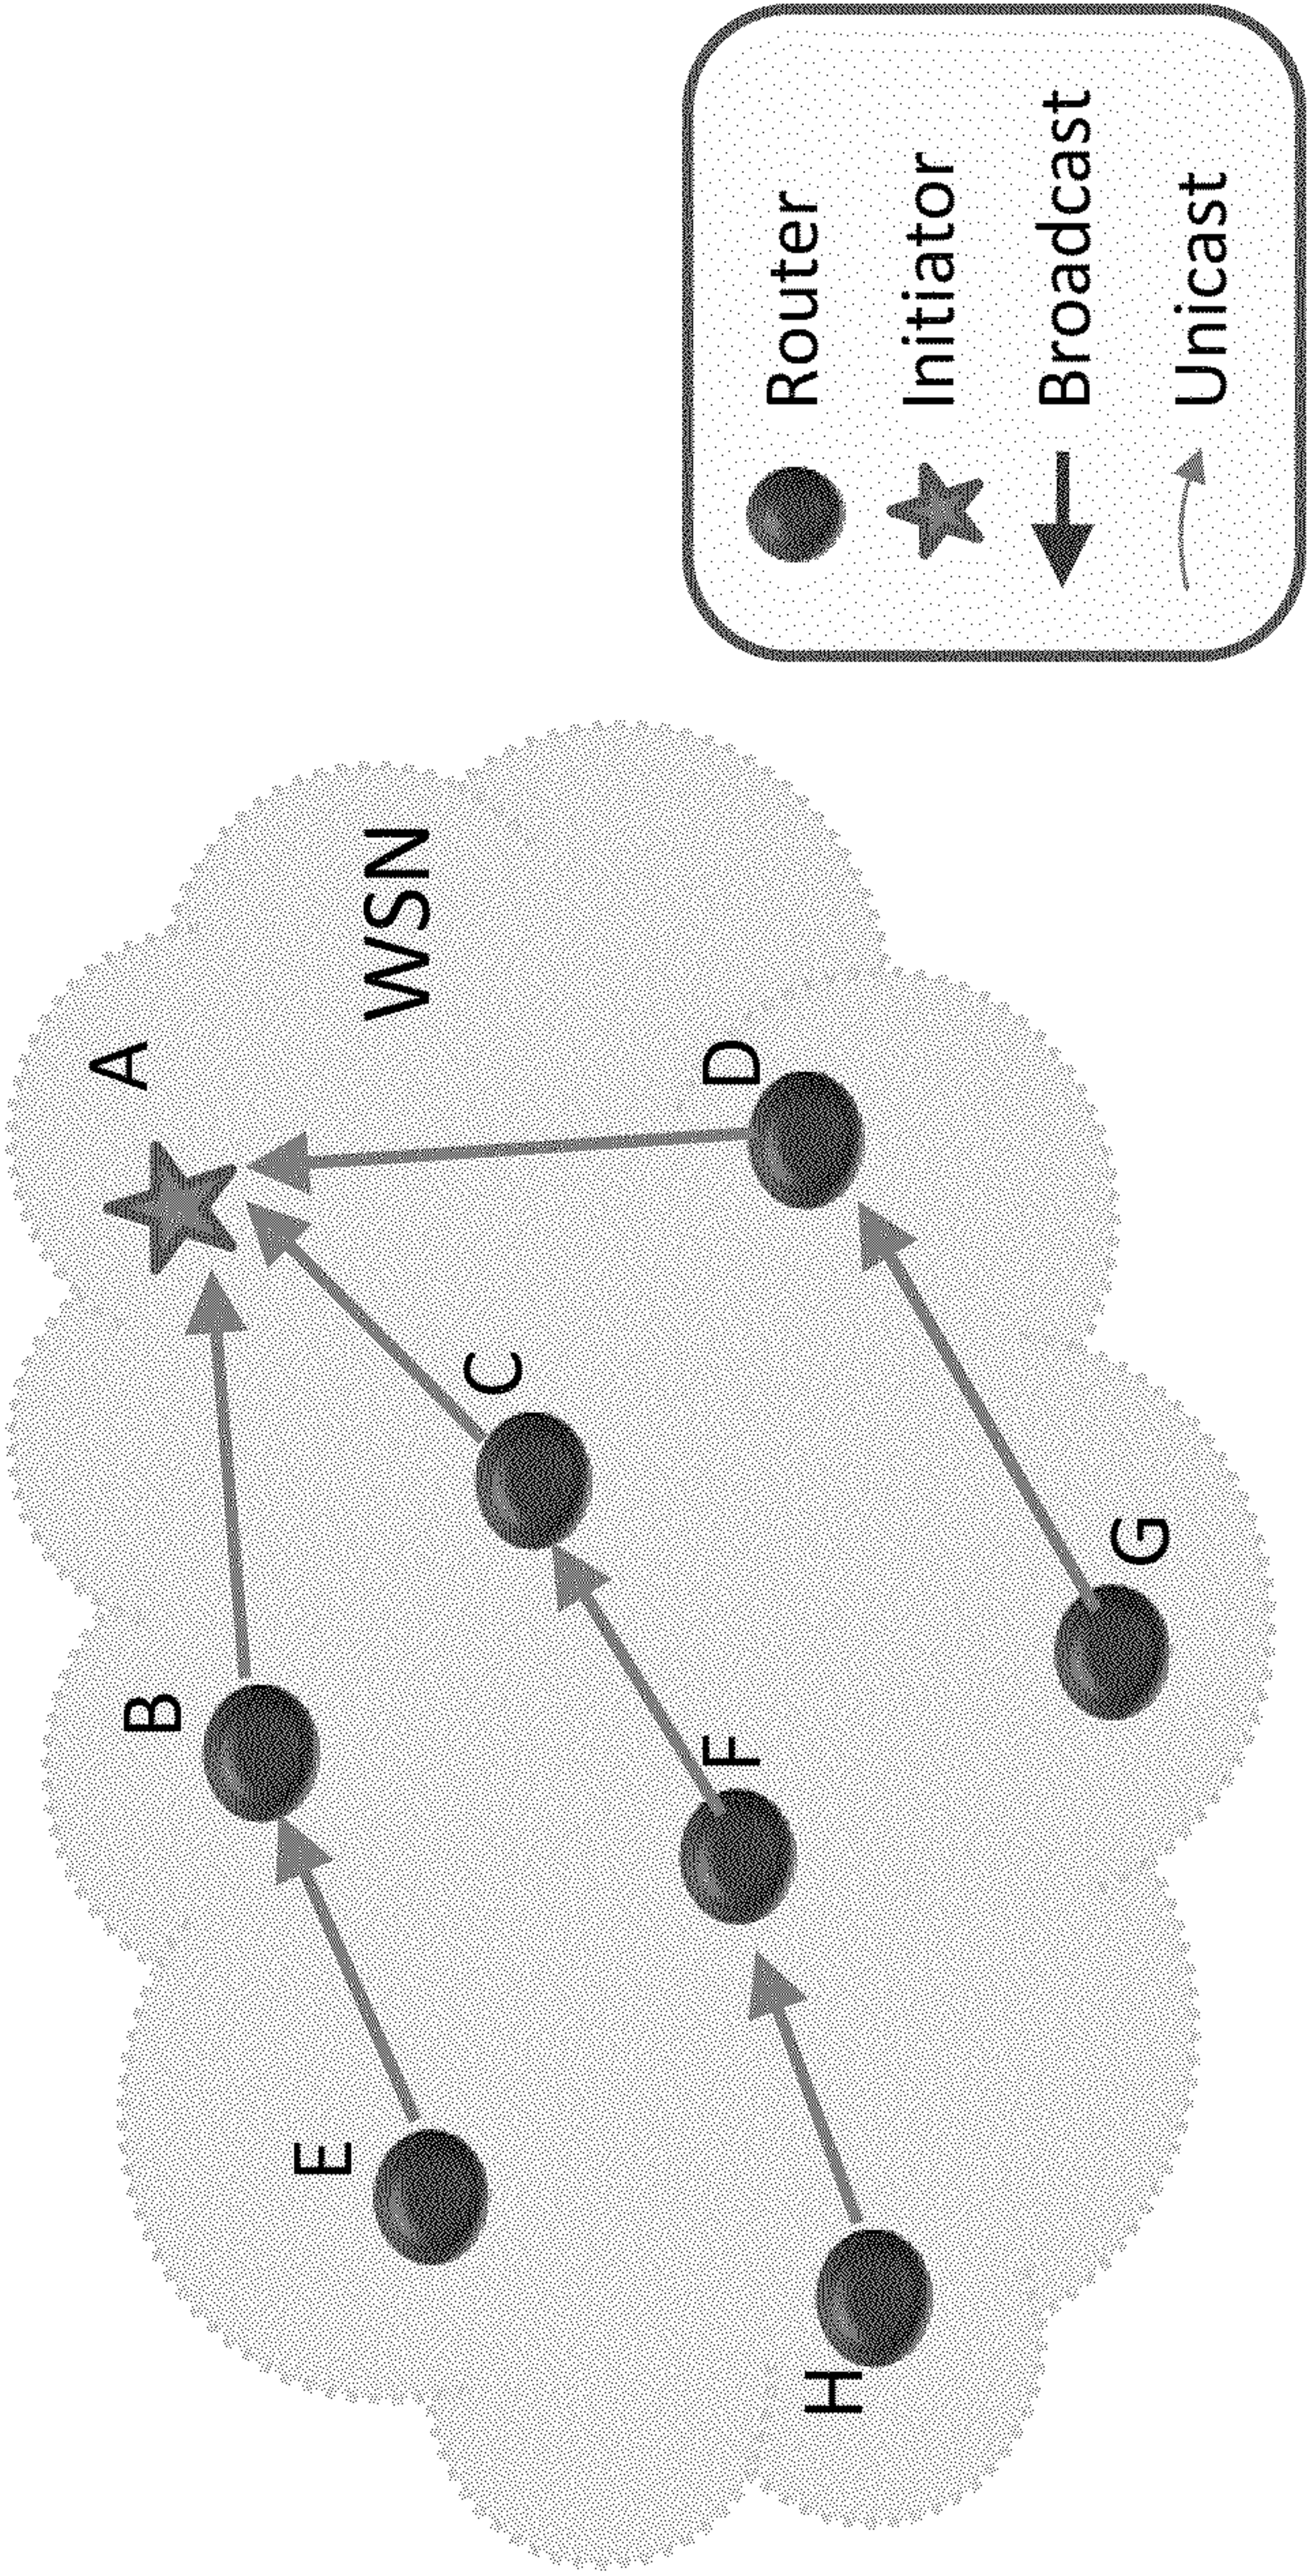 A
WSN
B
C
D
E
F
G
H
Router
Initiator
Broadcast
Unicast